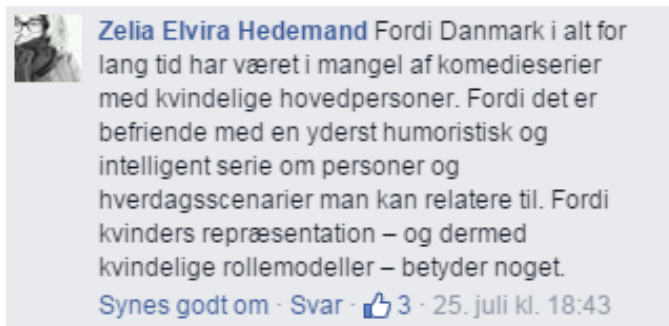 Zelia Elvira Hedemand Fordi Danmark i alt for
lang tid har været i mangel af komedieserier
med kvindelige hovedpersoner. Fordi det er
befriende med en yderst humoristisk og
intelligent serie om personer og
hverdagsscenarier man kan relatere til. Fordi
kvinders repræsentation – og dermed
kvindelige rollemodeller – betyder noget.
Synes godt om · Svar · 3 · 25. juli kl. 18:43